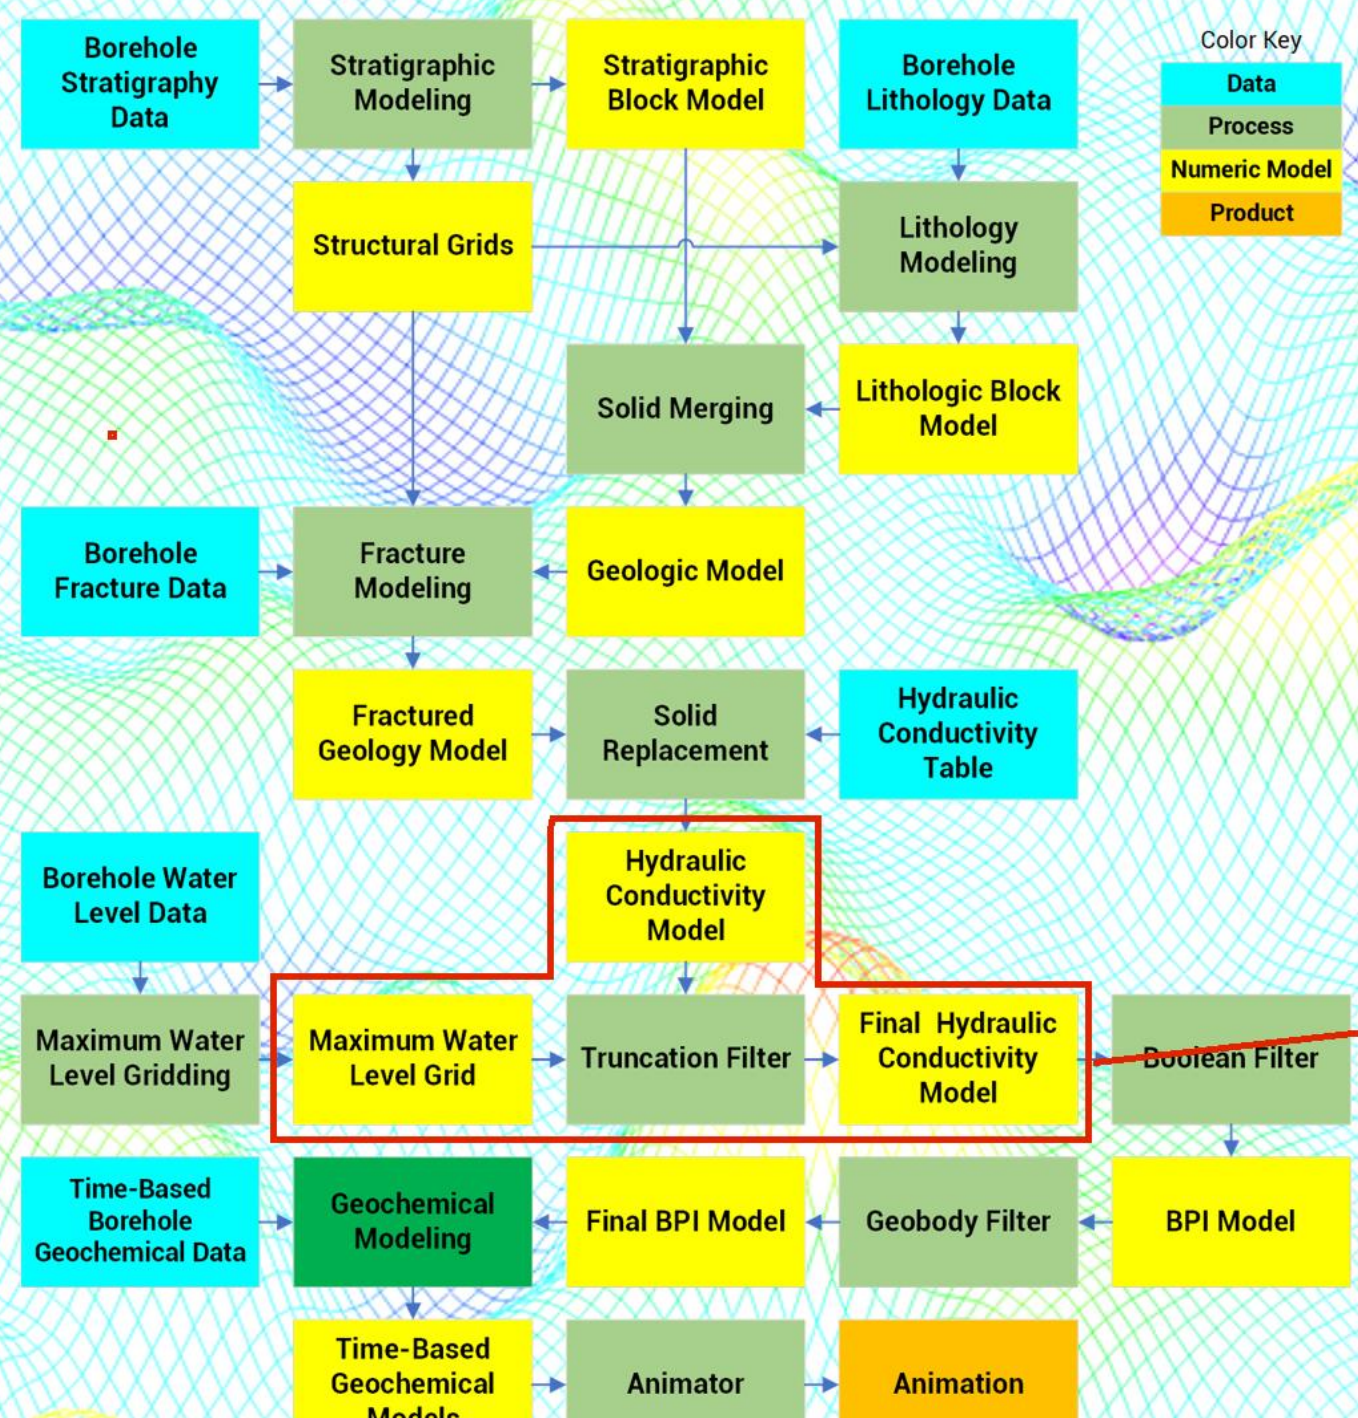 Borehole
Stratigraphy
Data
Stratigraphic
Modeling
Stratigraphic
Block Model
Borehole
Lithology Data
Color Key
Data
Process
Numeric Model
Product
Structural Grids
Lithology
Modeling
Solid Merging
Lithologic Block
Model
Borehole
Fracture Data
Fracture
Modeling
Geologic Model
Fractured
Geology Model
Solid
Replacement
Hydraulic
Conductivity
Table
Borehole Water
Level Data
Hydraulic
Conductivity
Model
Maximum Water
Level Gridding
Maximum Water
Level Grid
Truncation Filter
Final Hydraulic
Conductivity
Model
Boolean Filter
Time-Based
Borehole
Geochemical Data
Geochemical
Modeling
Final BPI Model
Geobody Filter
BPI Model
Time-Based
Geochemical
Models
Animator
Animation